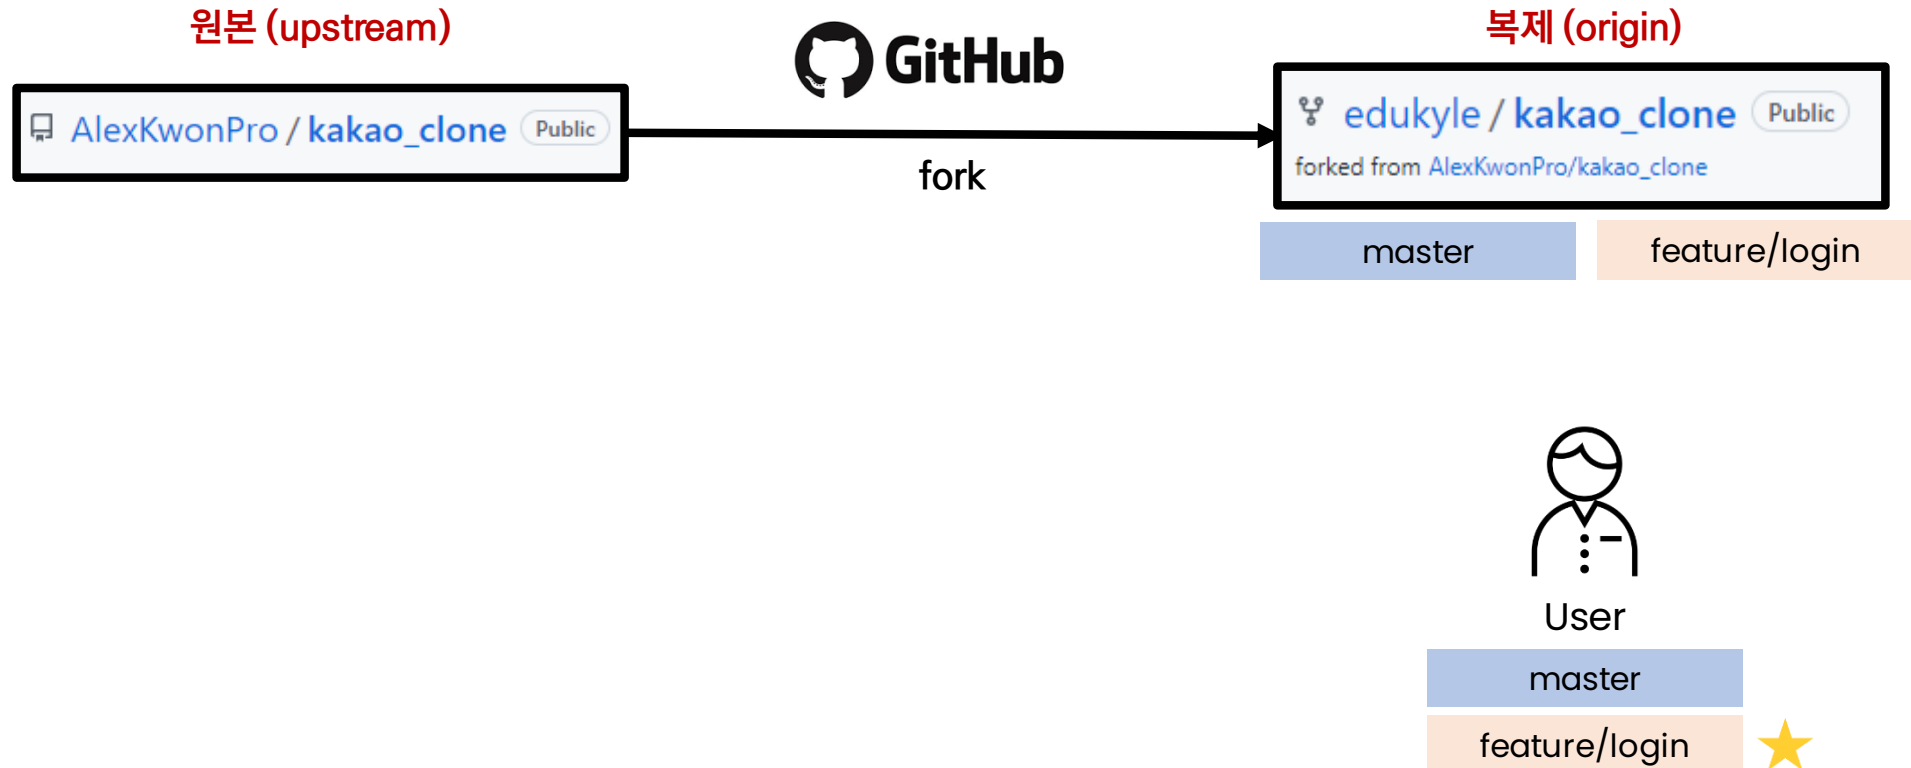 원본 (upstream)
GitHub
복제 (origin)
AlexKwonPro / kakao_clone Public
fork
edukyle / kakao_clone Public
forked from AlexKwonPro/kakao_clone
master
feature/login
User
master
feature/login